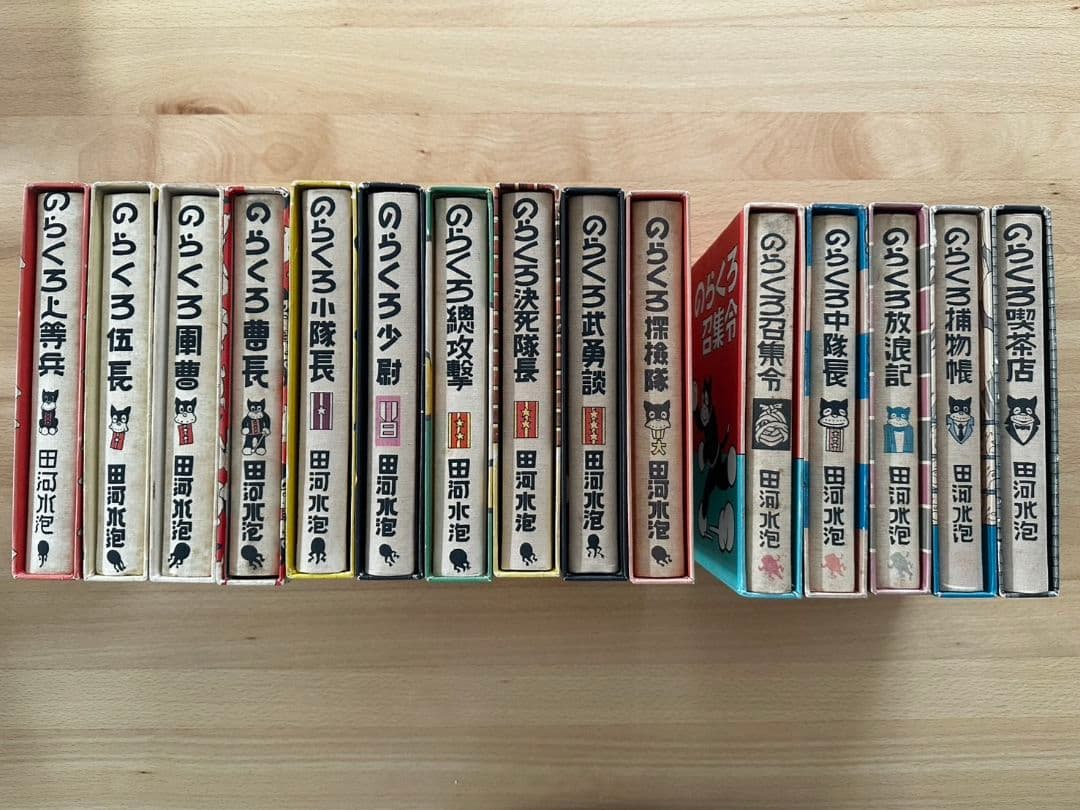 のらくろ上等兵
田河水泡
のらくろ伍長
田河水泡
のらくろ軍曹
田河水泡
のらくろ曹長
田河水泡
のらくろ小隊長
田河水泡
のらくろ少尉
田河水泡
のらくろ總攻撃
田河水泡
のらくろ決死隊長
田河水泡
のらくろ武勇談
田河水泡
のらくろ探検隊
田河水泡
のらくろ
召集令
のらくろ召集令
田河水泡
のらくろ中隊長
田河水泡
のらくろ放浪記
田河水泡
のらくろ捕物帳
田河水泡
のらくろ喫茶店
田河水泡